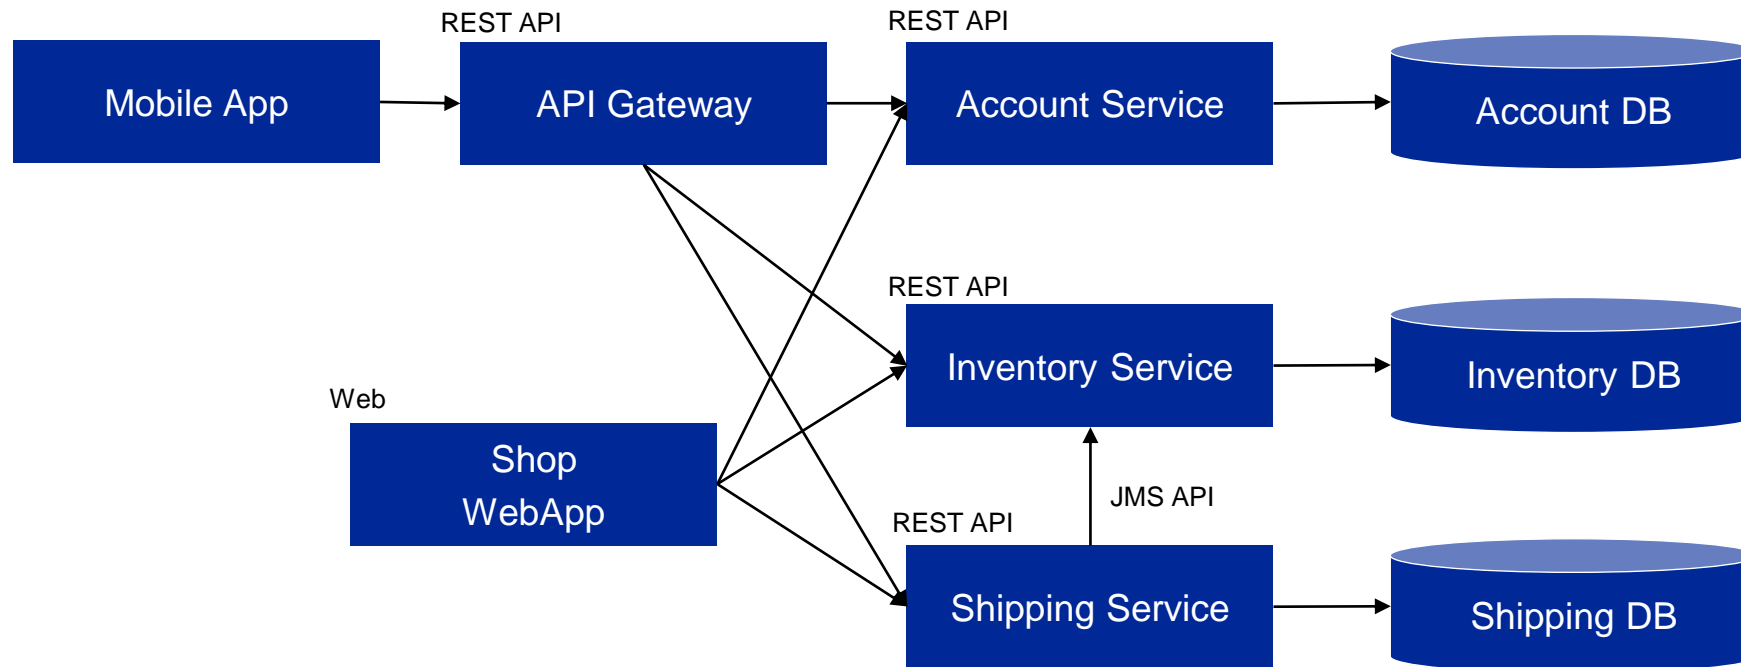 REST API
REST API
Mobile App
API Gateway
Account Service
Account DB
REST API
Inventory Service
Inventory DB
Web
Shop
WebApp
JMS API
REST API
Shipping Service
Shipping DB